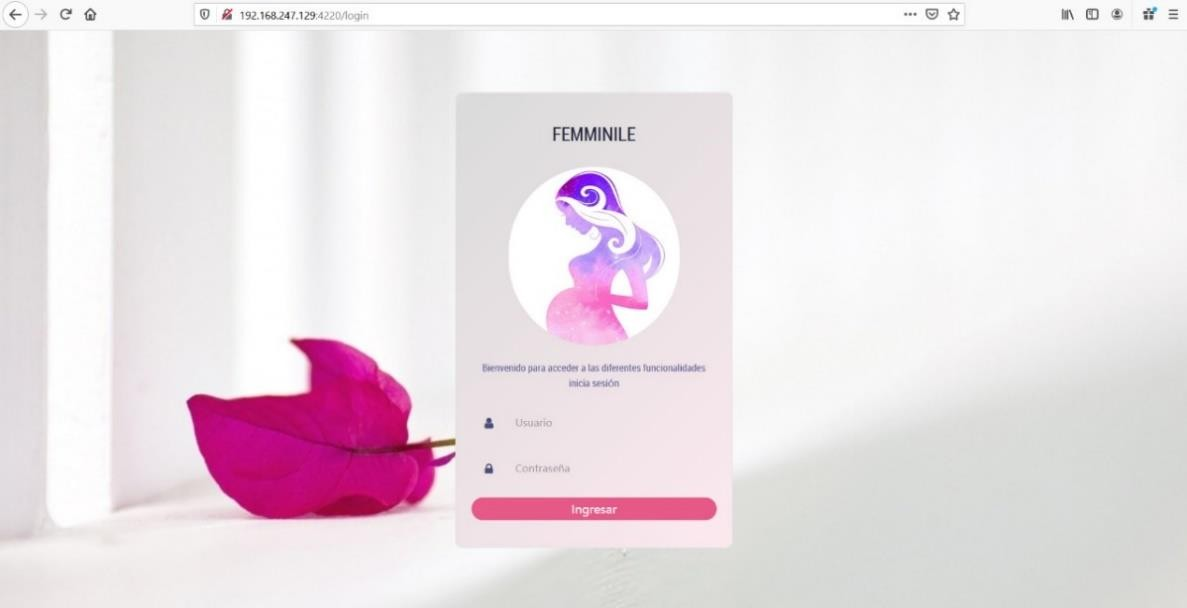 192.168.247.129:4220/login
FEMMINILE
Bienvenido para acceder a las diferentes funcionalidades
inicia sesión
Usuario
Contraseña
Ingresar